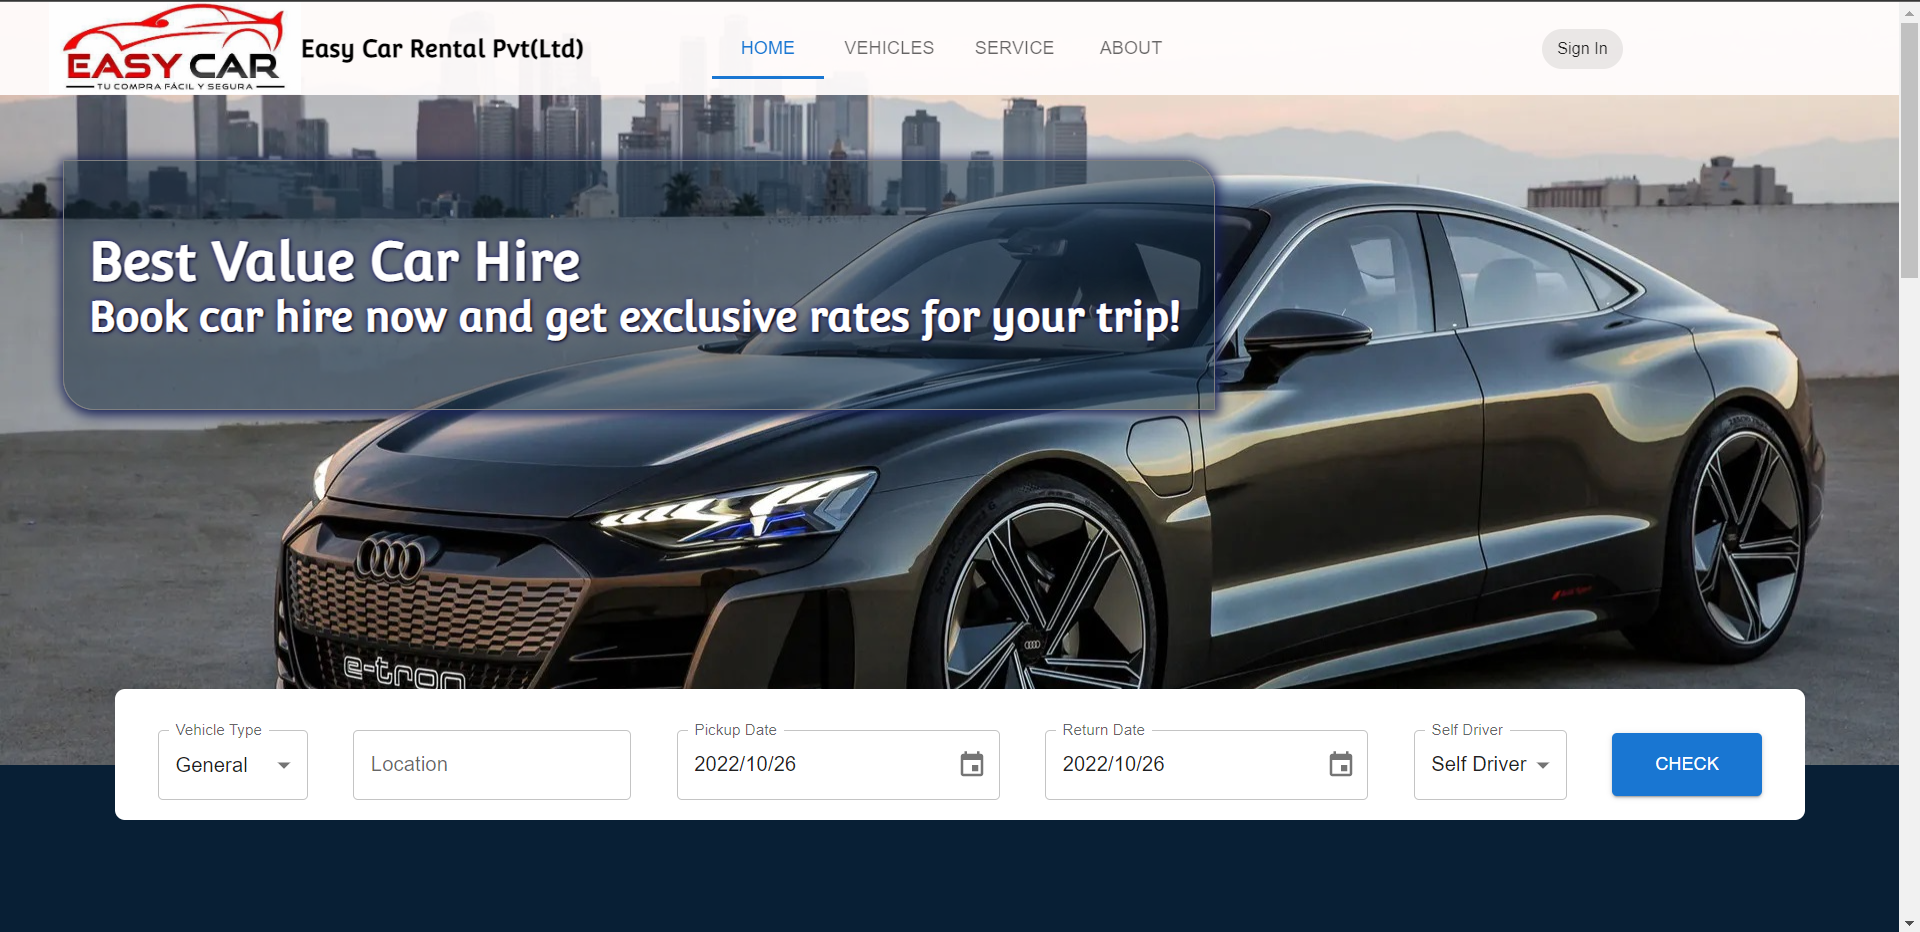 EASY CAR
TU COMPRA FÁCIL Y SEGURA
Easy Car Rental Pvt(Ltd)
HOME
VEHICLES
SERVICE
ABOUT
Sign In
Best Value Car Hire
Book car hire now and get exclusive rates for your trip!
e-tron
Audi Sport
Vehicle Type
General
Location
Pickup Date
2022/10/26
Return Date
2022/10/26
Self Driver
Self Driver
CHECK